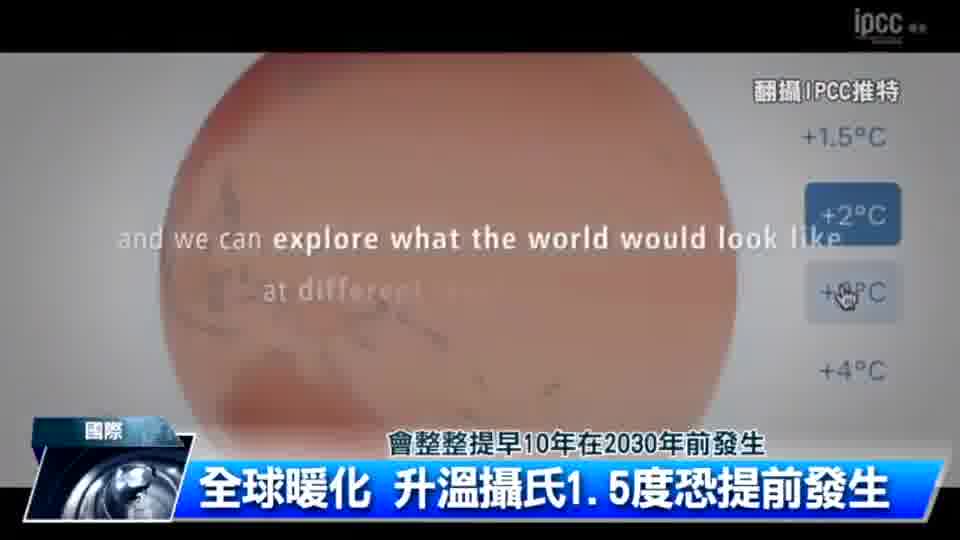 ipcc
翻攝IPCC推特
+1.5°C
+2°C
+4°C
and we can explore what the world would look like
at different
國際
會整整提早10年在2030年前發生
全球暖化 升溫攝氏1.5度恐提前發生